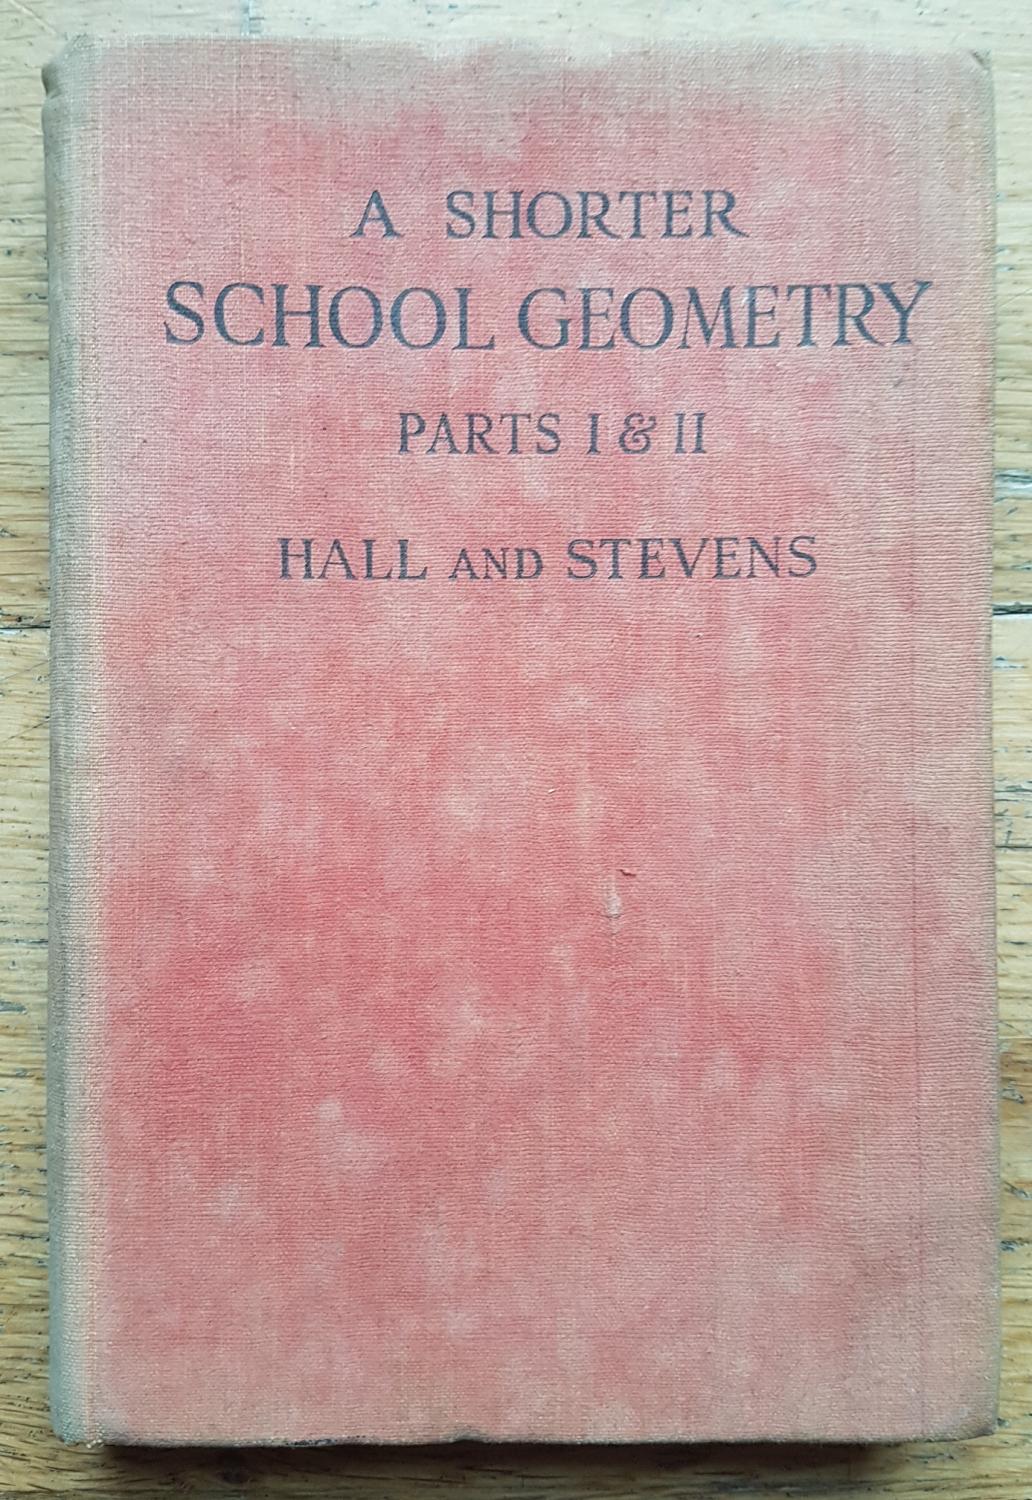 A SHORTER
SCHOOL GEOMETRY
PARTS I & II
HALL AND STEVENS